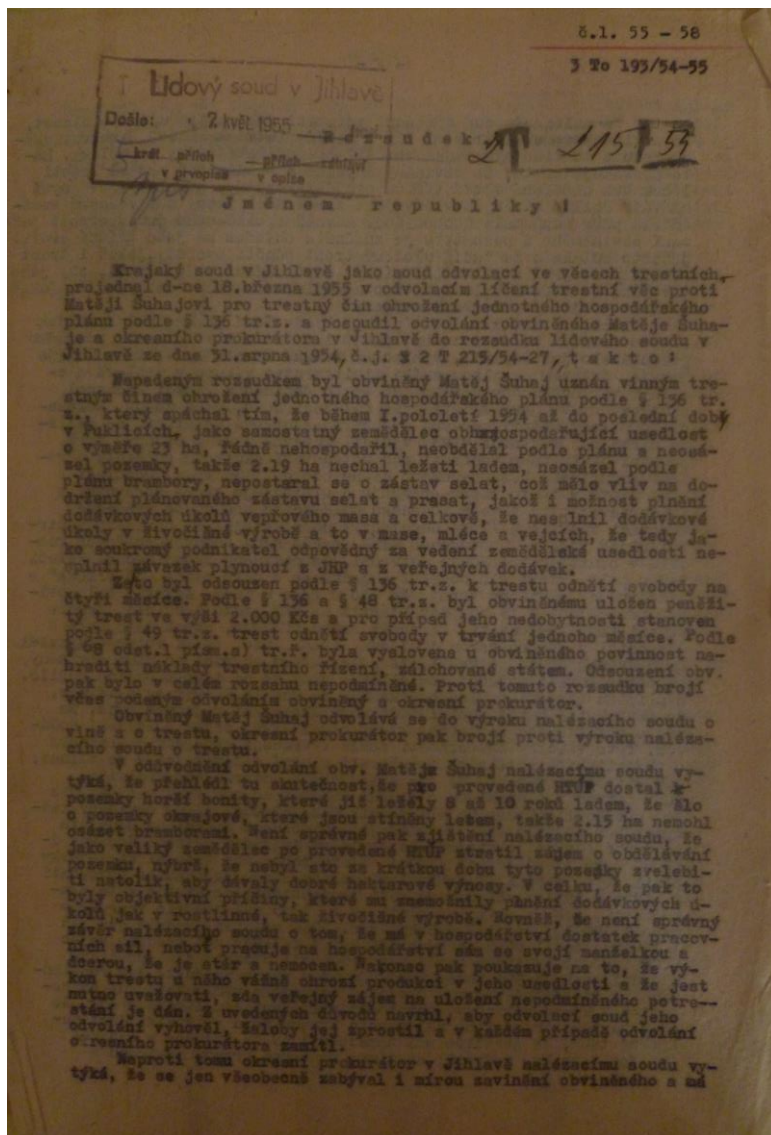 č.l. 55 - 58
3 To 193/54-55
Lidový soud v Jihlavě
Došlo: 7. květ. 1955
krát příloh příloh
v prvopise v opise
Rozsudek
2 T 215 55
Jménem republiky!
Krajský soud v Jihlavě jako soud odvolací ve věcech trestních,
projednal d-ne 18.března 1955 v odvolacím líčení trestní věc proti
Matěji Šuhajovi pro trestný čin ohrožení jednotného hospodářského
plánu podle § 136 tr.z. a posoudil odvolání obviněného Matěje Šuha-
je a okresního prokurátora v Jihlavě do rozsudku lidového soudu v
Jihlavě ze dne 31.srpna 1954, č.j. 2 T 215/54-27, t a k t o :
Napadeným rozsudkem byl obviněný Matěj Šuhaj uznán vinným tre-
stným činem ohrožení jednotného hospodářského plánu podle § 136 tr.
z., který spáchal tím, že během I.pololetí 1954 až do poslední doby
v Puklicích, jako samostatný zemědělec obhospodařující usedlost
o výměře 23 ha, řádně nehospodařil, neobdělal podle plánu a neosá-
zel pozemky, takže 2.19 ha nechal ležeti ladem, neosázel podle
plánu brambory, nepostaral se o zástav selat, což mělo vliv na do-
držení plánovaného zástavu selat a prasat, jakož i možnost plnění
dodávkových úkolů vepřového masa a celkově, že nesplnil dodávkové
úkoly v živočišné výrobě a to v mase, mléce a vejcích, že tedy ja-
ko soukromý podnikatel odpovědný za vedení zemědělské usedlosti ne-
splnil závazek plynoucí z JHP a z veřejných dodávek.
Zato byl odsouzen podle § 136 tr.z. k trestu odnětí svobody na
čtyři měsíce. Podle § 136 a § 48 tr.z. byl obviněnému uložen peněži-
tý trest ve výši 2.000 Kčs a pro případ jeho nedobytnosti stanoven
podle § 49 tr.z. trest odnětí svobody v trvání jednoho měsíce. Podle
§ 68 odst.1 písm.a) tr.ř. byla vyslovena u obviněného povinnost na-
hraditi náklady trestního řízení, zálohované státem. Odsouzení obv.
pak bylo v celém rozsahu nepodmíněné. Proti tomuto rozsudku brojí
včas podaným odvoláním obviněný a okresní prokurátor.
Obviněný Matěj Šuhaj odvolává se do výroku nalézacího soudu o
vině a o trestu, okresní prokurátor pak brojí proti výroku naléza-
cího soudu o trestu.
V odůvodnění odvolání obv. Matěje Šuhaj nalézacímu soudu vy-
týká, že přehlédl tu skutečnost,že pro provedené HTUP dostal
pozemky horší bonity, které již ležely 8 až 10 roků ladem, že šlo
o pozemky okrajové, které jsou stíněny lesem, takže 2.15 ha nemohl
osázet bramborami. Není správné pak zjištění nalézacího soudu, že
jako veliký zemědělec po provedené HTUP ztratil zájem o obdělávání
pozemku, nýbrž, že nebyl sto za krátkou dobu tyto pozemky zvelebi-
ti natolik, aby dávaly dobré hektarové výnosy. V celku, že pak to
byly objektivní příčiny, které mu znemožnily plnění dodávkových ú-
kolů jak v rostlinné, tak živočišné výrobě. Rovněž, že není správný
závěr nalézacího soudu o tom, že má v hospodářství dostatek pracov-
ních sil, neboť pracuje na hospodářství sám se svojí manželkou a
dcerou, že je stár a nemocen. Nakonec pak poukazuje na to, že vý-
kon trestu u něho vážně ohrozí produkci v jeho usedlosti a že jest
nutno uvažovati, zda veřejný zájem na uložení nepodmíněného potre--
stání je dán. Z uvedených důvodů navrhl, aby odvolací soud jeho
odvolání vyhověl, žaloby jej zprostil a v každém případě odvolání
okresního prokurátora zamítl.
Naproti tomu okresní prokurátor v Jihlavě nalézacímu soudu vy-
týká, že se jen všeobecně zabýval i mírou zavinění obviněného a má